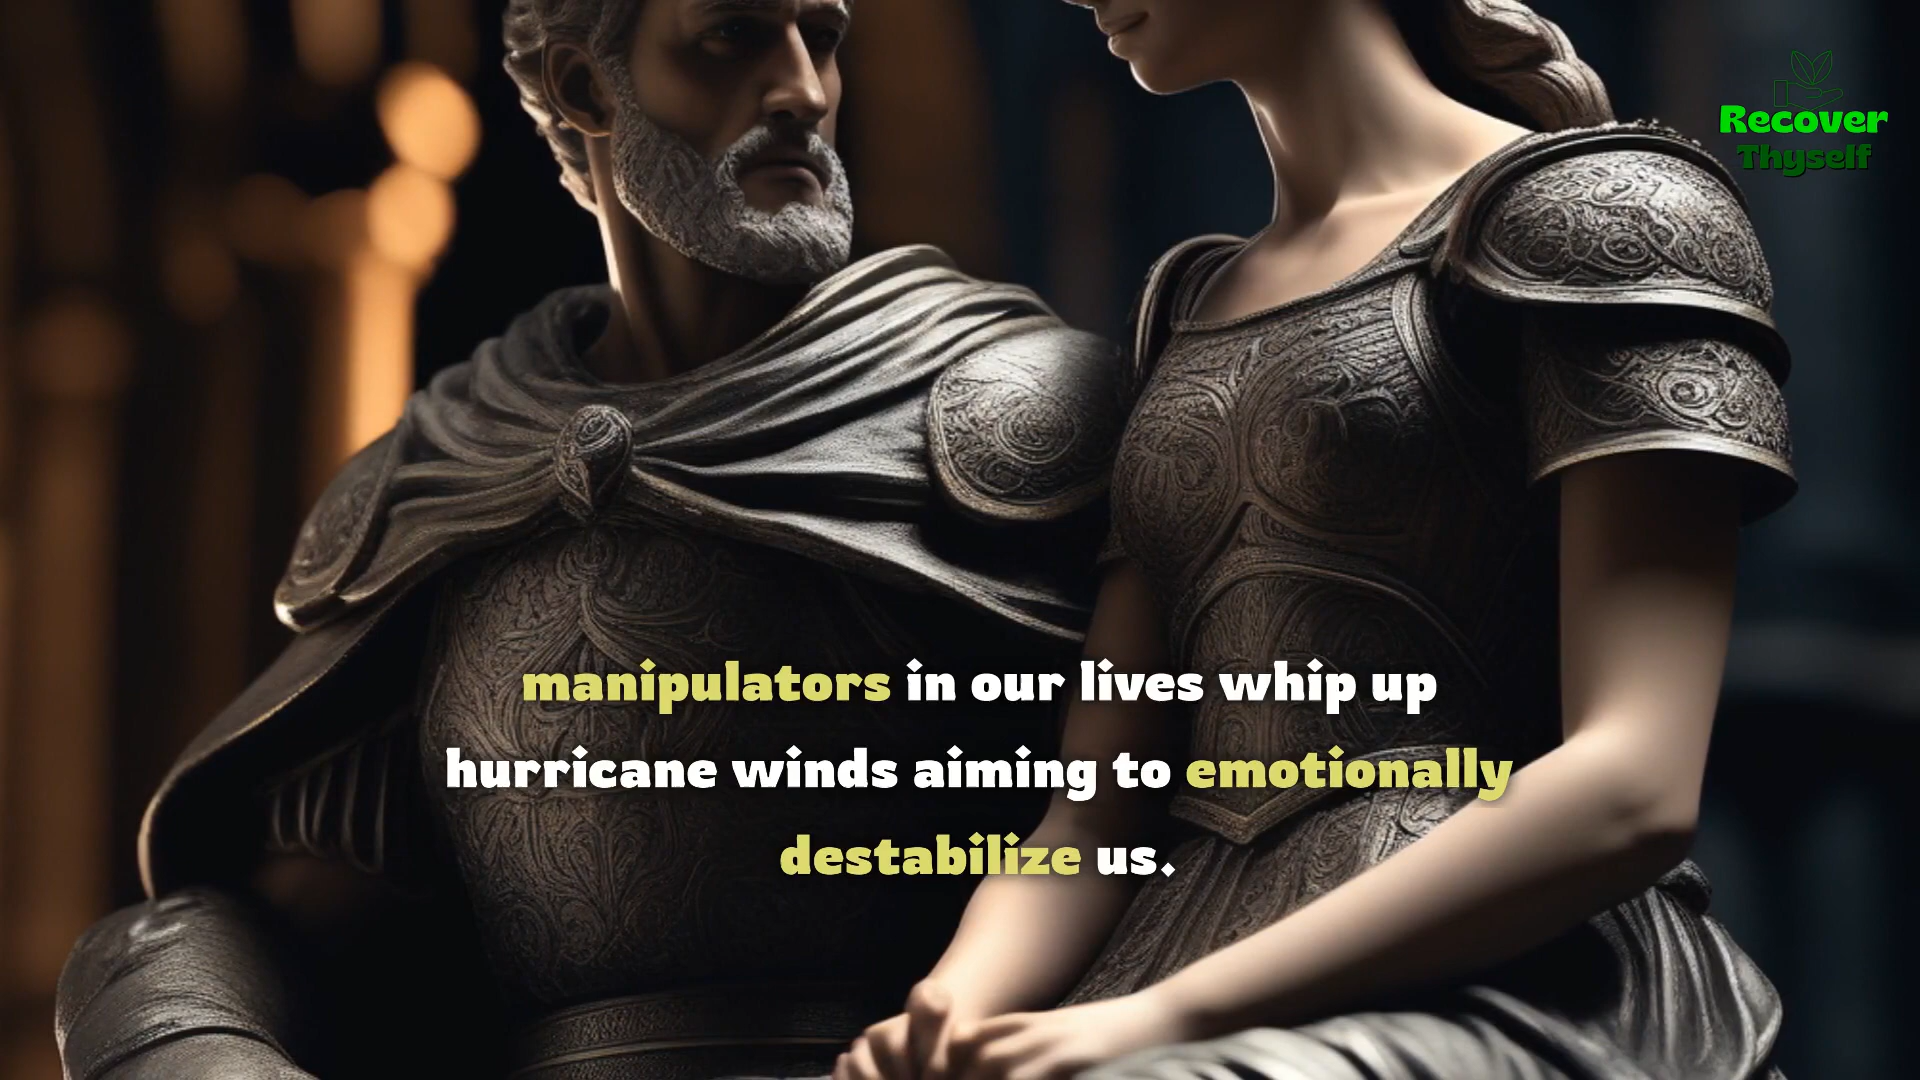 Recover
Thyself
manipulators in our lives whip up
hurricane winds aiming to emotionally
destabilize us.